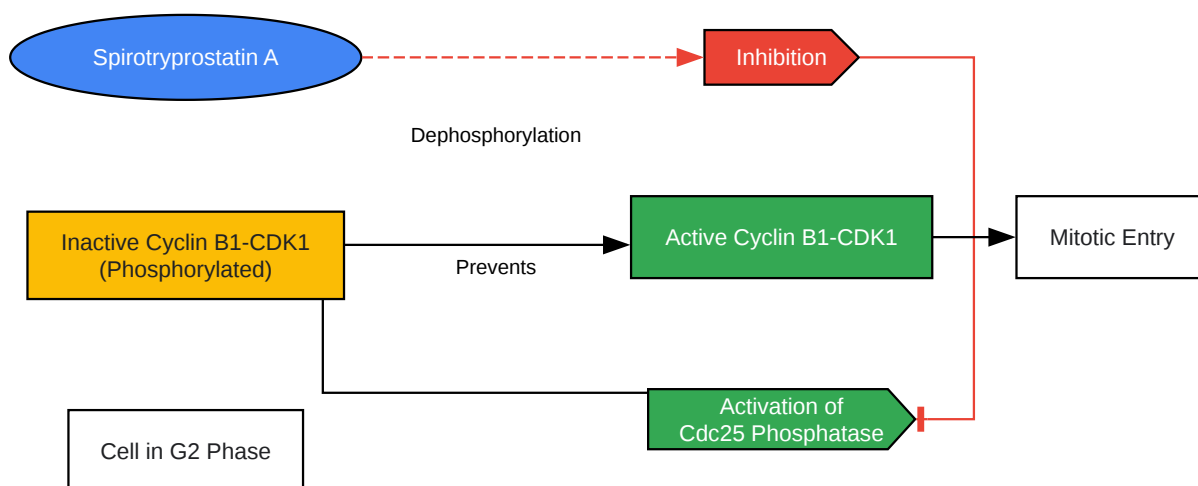 Spirotryprostatin A
Inhibition
Dephosphorylation
Inactive Cyclin B1-CDK1
(Phosphorylated)
Active Cyclin B1-CDK1
Mitotic Entry
Prevents
Activation of
Cdc25 Phosphatase
Cell in G2 Phase